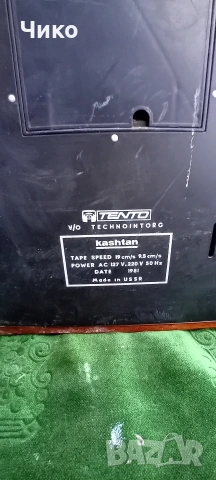 Чико
TENTO
V/O TECHNOINTORG
kashtan
TAPE SPEED 19 cm/s 9.5 cm/s
POWER AC 127 V, 220 V 50 Hz
DATE 1981
Made in USSR
BAZAR